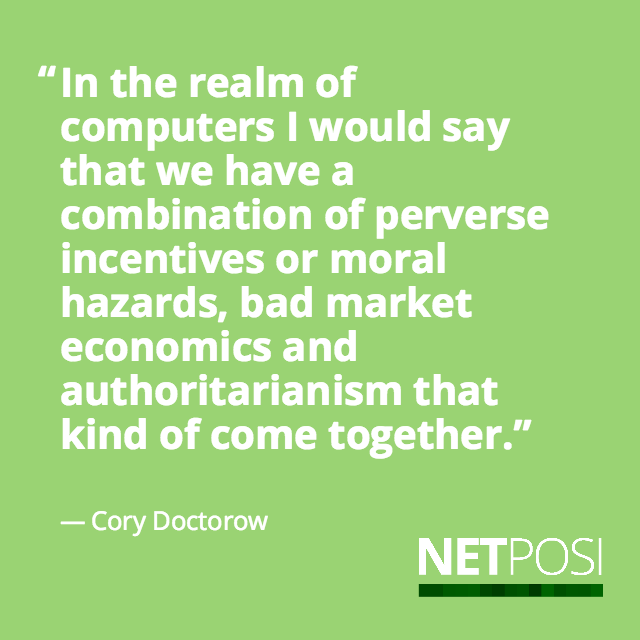 “In the realm of
computers I would say
that we have a
combination of perverse
incentives or moral
hazards, bad market
economics and
authoritarianism that
kind of come together.”
— Cory Doctorow
NETPOSI